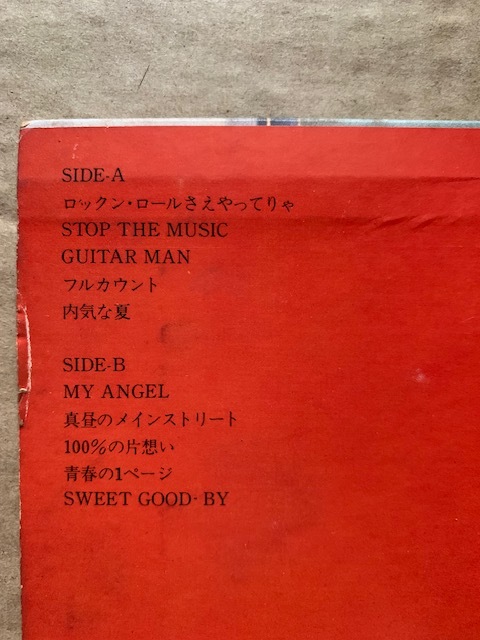 SIDE-A
ロックン・ロールさえやってりゃ
STOP THE MUSIC
GUITAR MAN
フルカウント
内気な夏
SIDE-B
MY ANGEL
真昼のメインストリート
100%の片想い
青春の1ページ
SWEET GOOD-BY